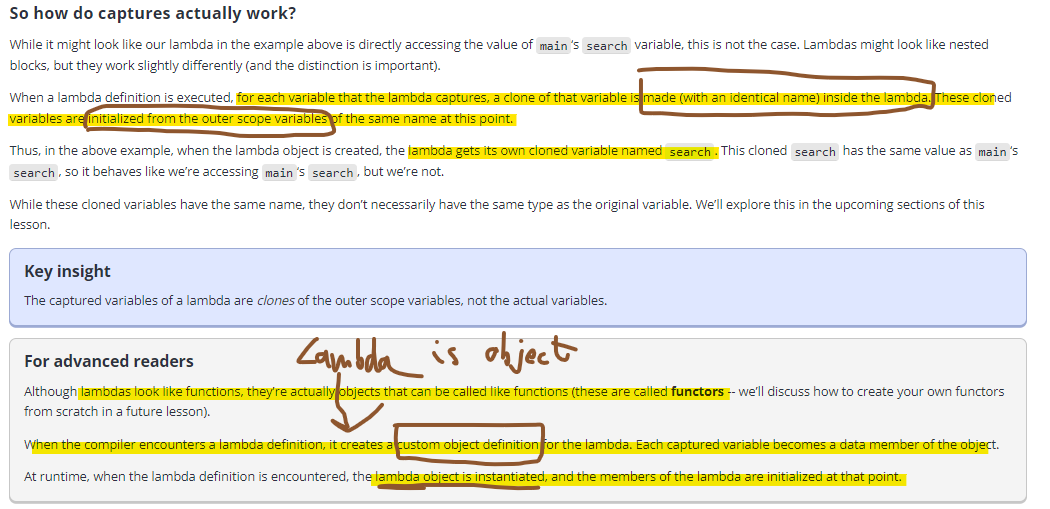 So how do captures actually work?
While it might look like our lambda in the example above is directly accessing the value of main's search variable, this is not the case. Lambdas might look like nested
blocks, but they work slightly differently (and the distinction is important).
When a lambda definition is executed, for each variable that the lambda captures, a clone of that variable is made (with an identical name) inside the lambda. These cloned
variables are initialized from the outer scope variables of the same name at this point.
Thus, in the above example, when the lambda object is created, the lambda gets its own cloned variable named search. This cloned search has the same value as main's
search, so it behaves like we're accessing main's search, but we're not.
While these cloned variables have the same name, they don't necessarily have the same type as the original variable. We'll explore this in the upcoming sections of this
lesson.
Key insight
The captured variables of a lambda are clones of the outer scope variables, not the actual variables.
Lambda is object
For advanced readers
Although lambdas look like functions, they're actually objects that can be called like functions (these are called functors -- we'll discuss how to create your own functors
from scratch in a future lesson).
When the compiler encounters a lambda definition, it creates a custom object definition for the lambda. Each captured variable becomes a data member of the object.
At runtime, when the lambda definition is encountered, the lambda object is instantiated, and the members of the lambda are initialized at that point.